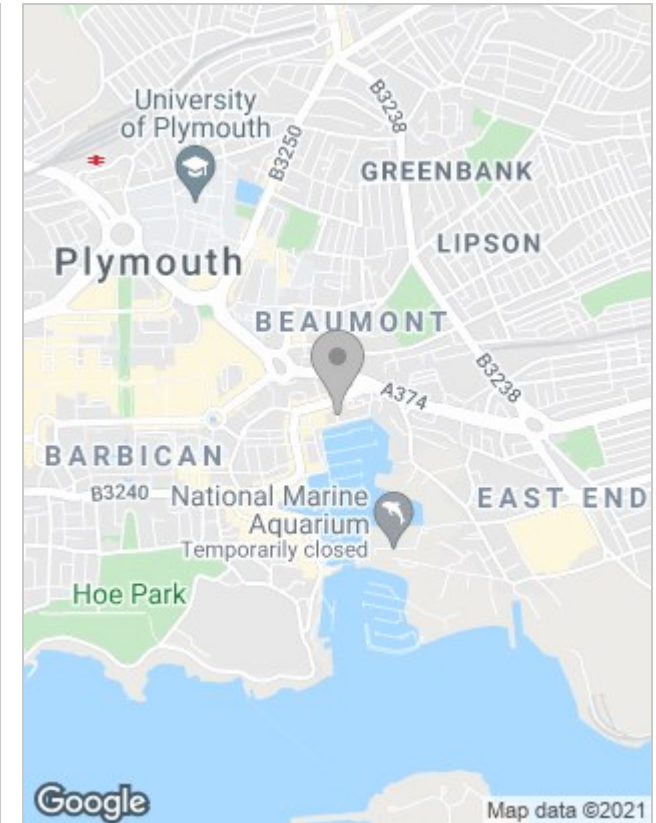 University
of Plymouth
B3250
B3238
GREENBANK
LIPSON
Plymouth
BEAUMONT
B3238
A374
BARBICAN
B3240
National Marine
Aquarium
Temporarily closed
EAST END
Hoe Park
Google
Map data ©2021